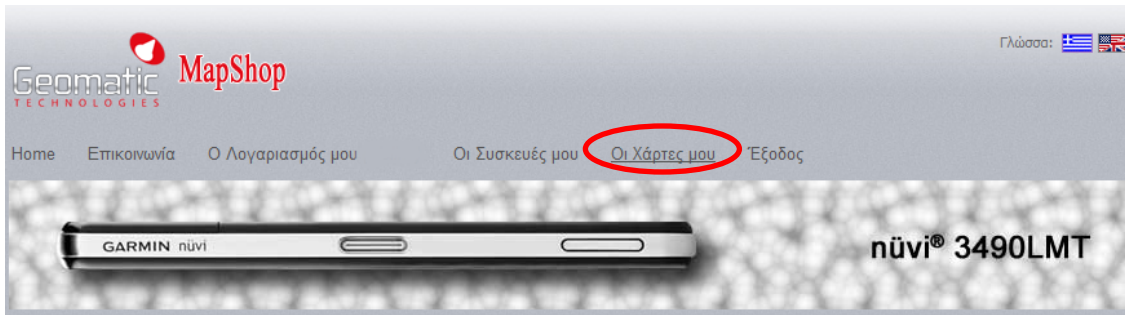 Γλώσσα:
Geomatic MapShop
TECHNOLOGIES
Home Επικοινωνία Ο Λογαριασμός μου Οι Συσκευές μου Οι Χάρτες μου Έξοδος
GARMIN nüvi
nüvi® 3490LMT